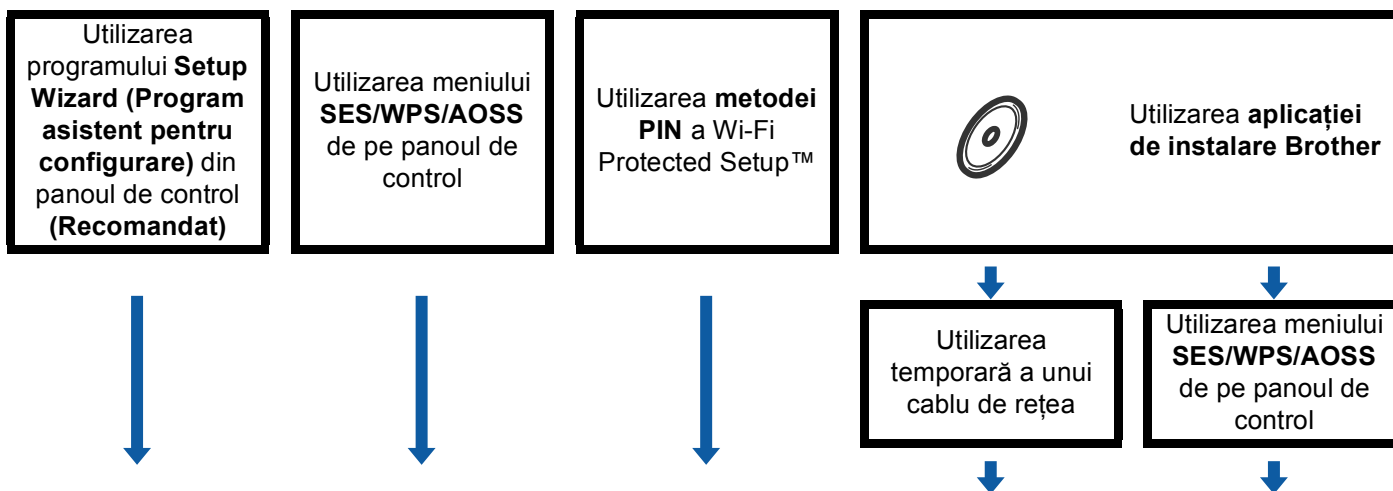 Utilizarea
programului Setup
Wizard (Program
asistent pentru
configurare) din
panoul de control
(Recomandat)
Utilizarea meniului
SES/WPS/AOSS
de pe panoul de
control
Utilizarea metodei
PIN a Wi-Fi
Protected Setup™
Utilizarea aplicației
de instalare Brother
Utilizarea
temporară a unui
cablu de rețea
Utilizarea meniului
SES/WPS/AOSS
de pe panoul de
control